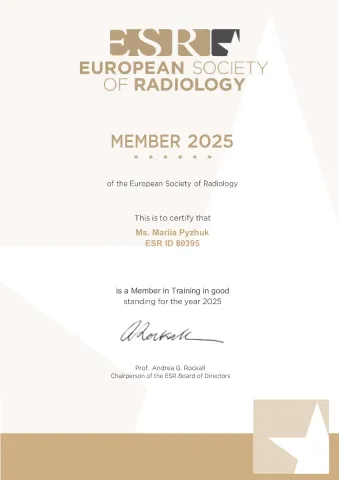 ESR
EUROPEAN SOCIETY
OF RADIOLOGY
MEMBER 2025
of the European Society of Radiology
This is to certify that
Ms. Mariia Pyzhuk
ESR ID 80395
is a Member in Training in good
standing for the year 2025
ARockall
Prof. Andrea G. Rockall
Chairperson of the ESR Board of Directors